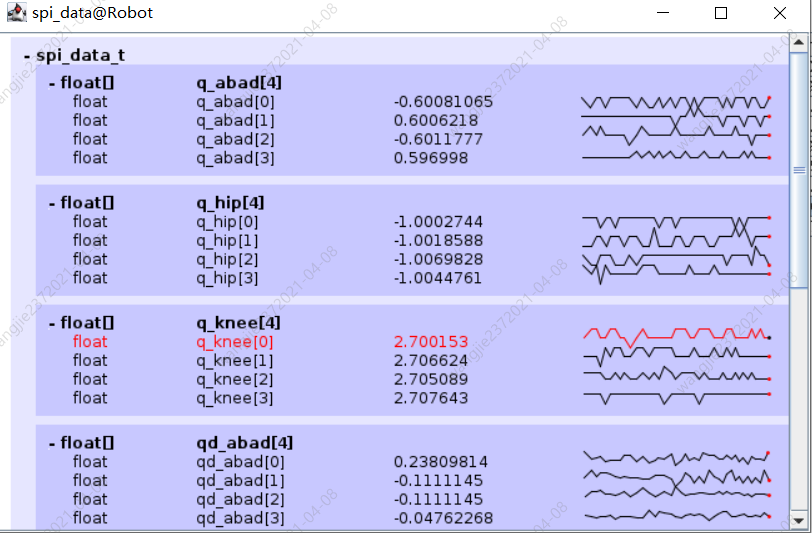 spi_data@Robot
- spi_data_t
- float[] q_abad[4]
float q_abad[0] -0.60081065
float q_abad[1] 0.6006218
float q_abad[2] -0.6011777
float q_abad[3] 0.596998
- float[] q_hip[4]
float q_hip[0] -1.0002744
float q_hip[1] -1.0018588
float q_hip[2] -1.0069828
float q_hip[3] -1.0044761
- float[] q_knee[4]
float q_knee[0] 2.700153
float q_knee[1] 2.706624
float q_knee[2] 2.705089
float q_knee[3] 2.707643
- float[] qd_abad[4]
float qd_abad[0] 0.23809814
float qd_abad[1] -0.1111145
float qd_abad[2] -0.1111145
float qd_abad[3] -0.04762268